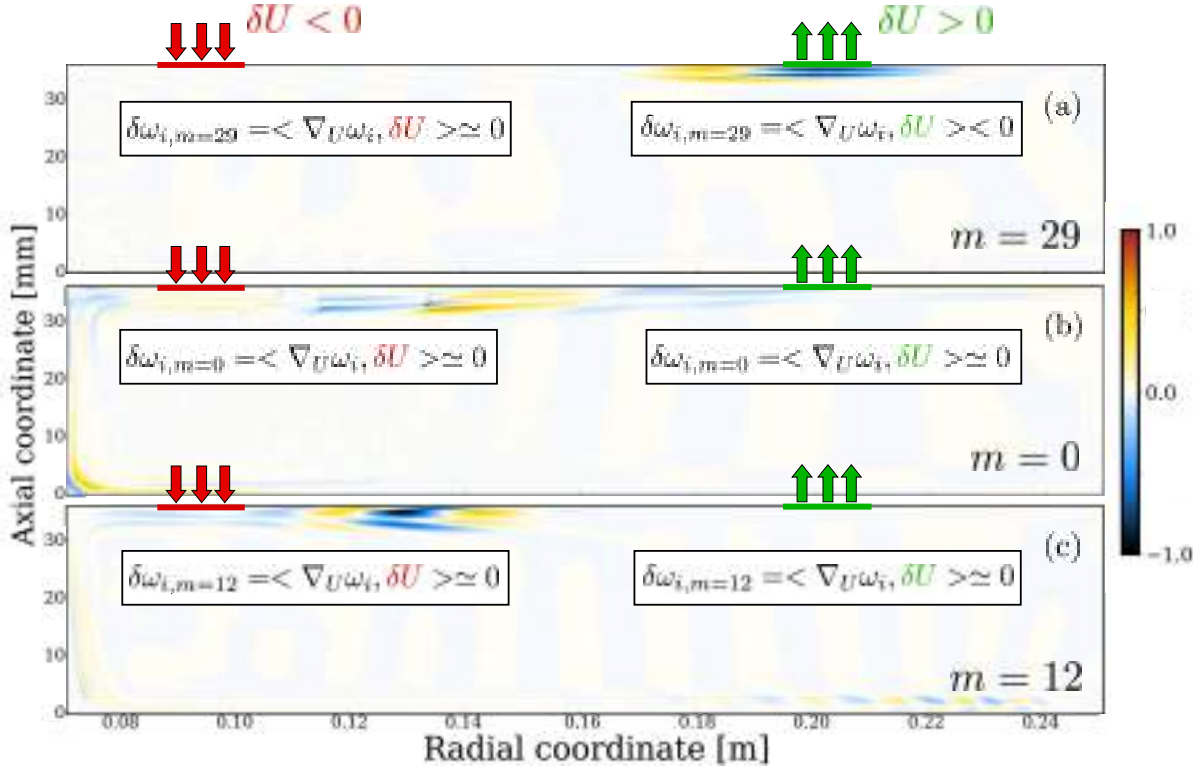 δU < 0
δU > 0
30
20
10
0
(a)
δω_{i,m=29} =< ∇_U ω_i, δU >≃ 0
δω_{i,m=29} =< ∇_U ω_i, δU >< 0
m = 29
30
20
10
0
(b)
δω_{i,m=0} =< ∇_U ω_i, δU >≃ 0
δω_{i,m=0} =< ∇_U ω_i, δU >≃ 0
m = 0
30
20
10
0
(c)
δω_{i,m=12} =< ∇_U ω_i, δU >≃ 0
δω_{i,m=12} =< ∇_U ω_i, δU >≃ 0
m = 12
Axial coordinate [mm]
0.08 0.10 0.12 0.14 0.16 0.18 0.20 0.22 0.24
Radial coordinate [m]
1.0
0.0
−1.0